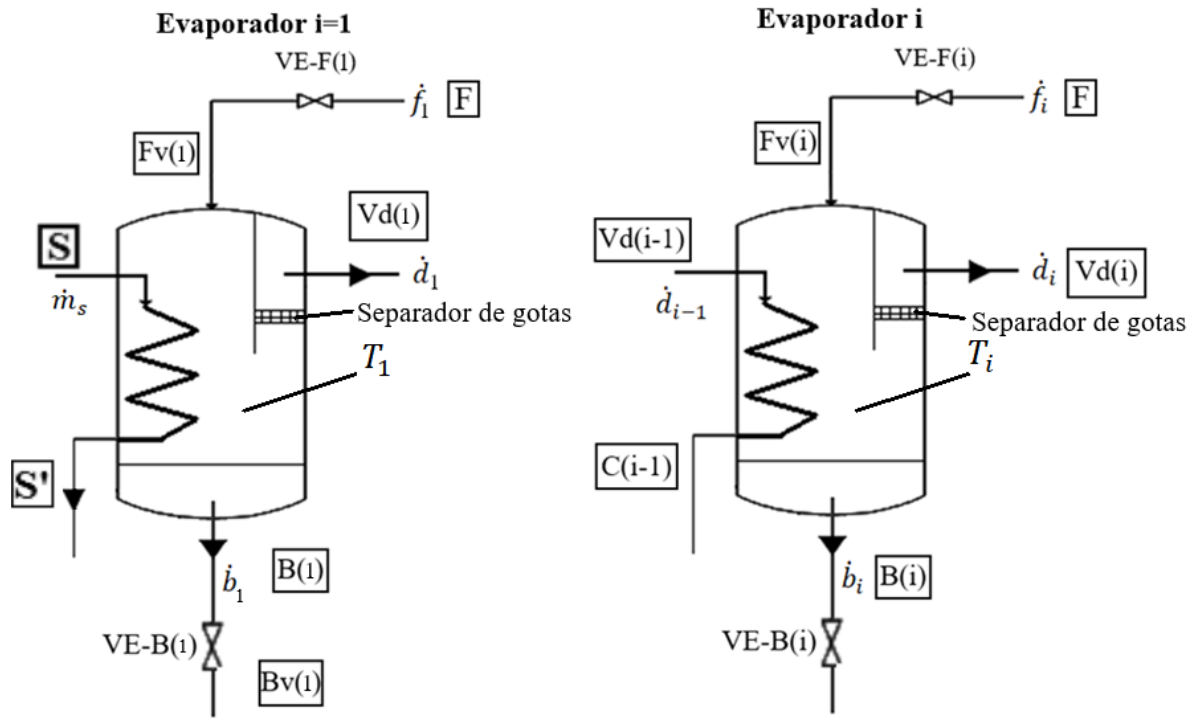 Evaporador i=1
VE-F(1)
ḟ₁ F
Fv(1)
Vd(1)
S
ṁₛ
ḋ₁
Separador de gotas
T₁
S'
B(1)
ḃ₁
VE-B(1)
Bv(1)
Evaporador i
VE-F(i)
ḟᵢ F
Fv(i)
Vd(i-1)
ḋᵢ₋₁
ḋᵢ Vd(i)
Separador de gotas
Tᵢ
C(i-1)
ḃᵢ B(i)
VE-B(i)